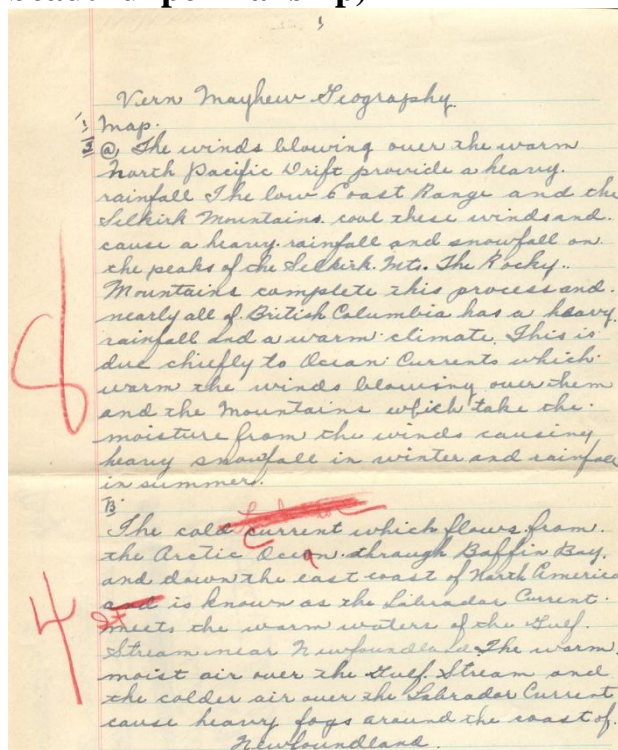 Vern Mayhew Geography.
1
Map.
2
@ The winds blowing over the warm
North Pacific Drift provide a heavy.
rainfall The low Coast Range and the
Selkirk Mountains. cool these winds and.
cause a heavy. rainfall and snowfall on.
the peaks of the Selkirk. Mts. The Rocky..
Mountains complete this process and.
nearly all of British Columbia has a heavy.
rainfall and a warm climate. This is
due chiefly to Ocean Currents which
warm the winds blowing over them
and the Mountains which take the.
moisture from the winds causing
heavy snowfall in winter and rainfall
in summer.
8
B
The cold current which flows from.
the Arctic Ocean through Baffin Bay.
and down the east coast of North America
and is known as the Labrador Current.
It
meets the warm waters of the Gulf.
Stream near Newfoundland. The warm
moist air over the Gulf. Stream and
the colder air over the Labrador Current
cause heavy fogs around the coast of.
Newfoundland.
4